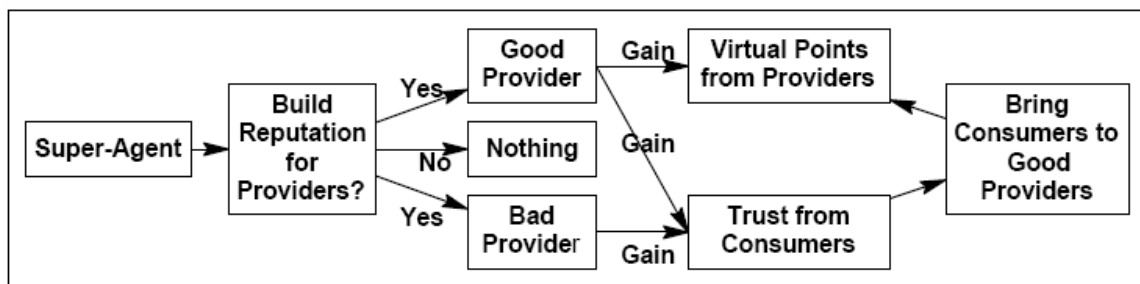 Super-Agent
Build
Reputation
for
Providers?
Yes
No
Yes
Good
Provider
Nothing
Bad
Provider
Gain
Gain
Gain
Virtual Points
from Providers
Trust from
Consumers
Bring
Consumers to
Good
Providers